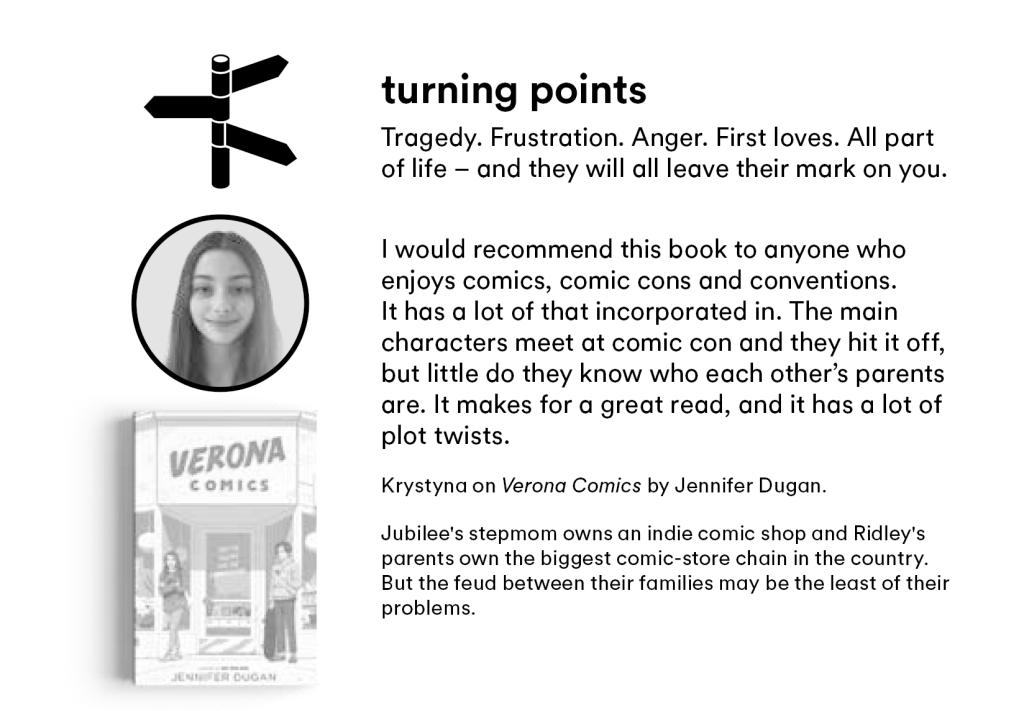 turning points
Tragedy. Frustration. Anger. First loves. All part
of life – and they will all leave their mark on you.
I would recommend this book to anyone who
enjoys comics, comic cons and conventions.
It has a lot of that incorporated in. The main
characters meet at comic con and they hit it off,
but little do they know who each other’s parents
are. It makes for a great read, and it has a lot of
plot twists.
Krystyna on Verona Comics by Jennifer Dugan.
Jubilee's stepmom owns an indie comic shop and Ridley's
parents own the biggest comic-store chain in the country.
But the feud between their families may be the least of their
problems.
VERONA
COMICS
JENNIFER DUGAN